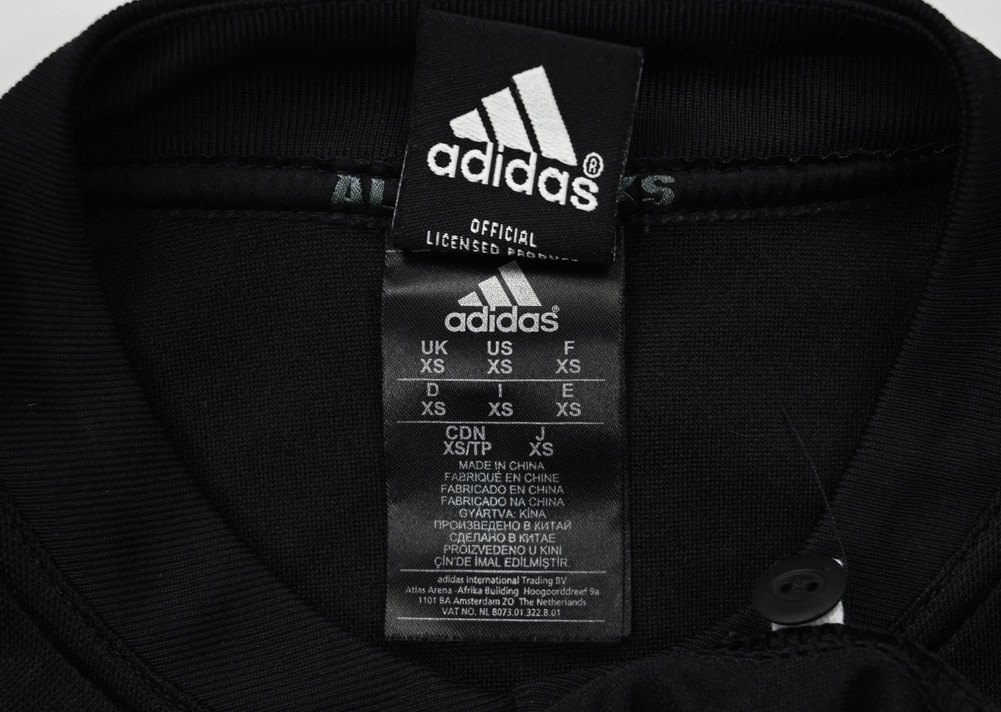 adidas®
OFFICIAL
LICENSED PRODUCT
AL S
adidas®
UK US F
XS XS XS
D I E
XS XS XS
CDN J
XS/TP XS
MADE IN CHINA
FABRIQUÉ EN CHINE
FABRICADO EN CHINA
FABRICADO NA CHINA
GYÁRTVA: KÍNA
ПРОИЗВЕДЕНО В КИТАЙ
СДЕЛАНО В КИТАЕ
PROIZVEDENO U KINI
ÇİN'DE İMAL EDİLMİŞTİR
adidas International Trading BV
Atlas Arena -Afrika Building Hoogoorddreef 9a
1101 BA Amsterdam ZO The Netherlands
VAT NO. NL 8073.01.322.B.01